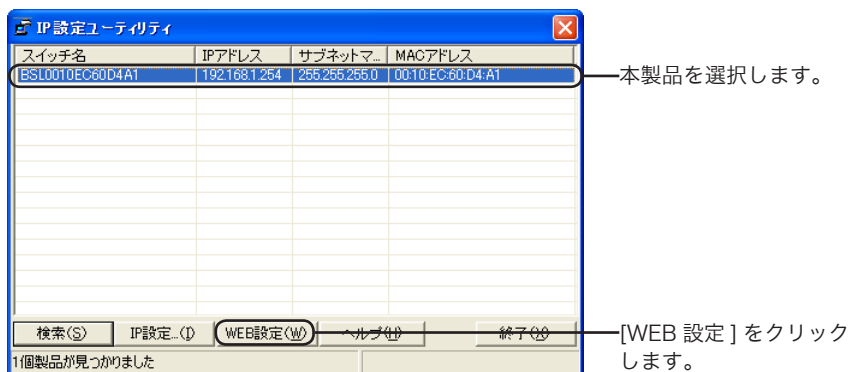 IP設定ユーティリティ
スイッチ名 IPアドレス サブネットマ... MACアドレス
BSL0010EC60D4A1 192.168.1.254 255.255.255.0 00:10:EC:60:D4:A1
本製品を選択します。
検索(S) IP設定...(I) WEB設定(W) ヘルプ(H) 終了(X)
[WEB 設定 ] をクリック
します。
1個製品が見つかりました